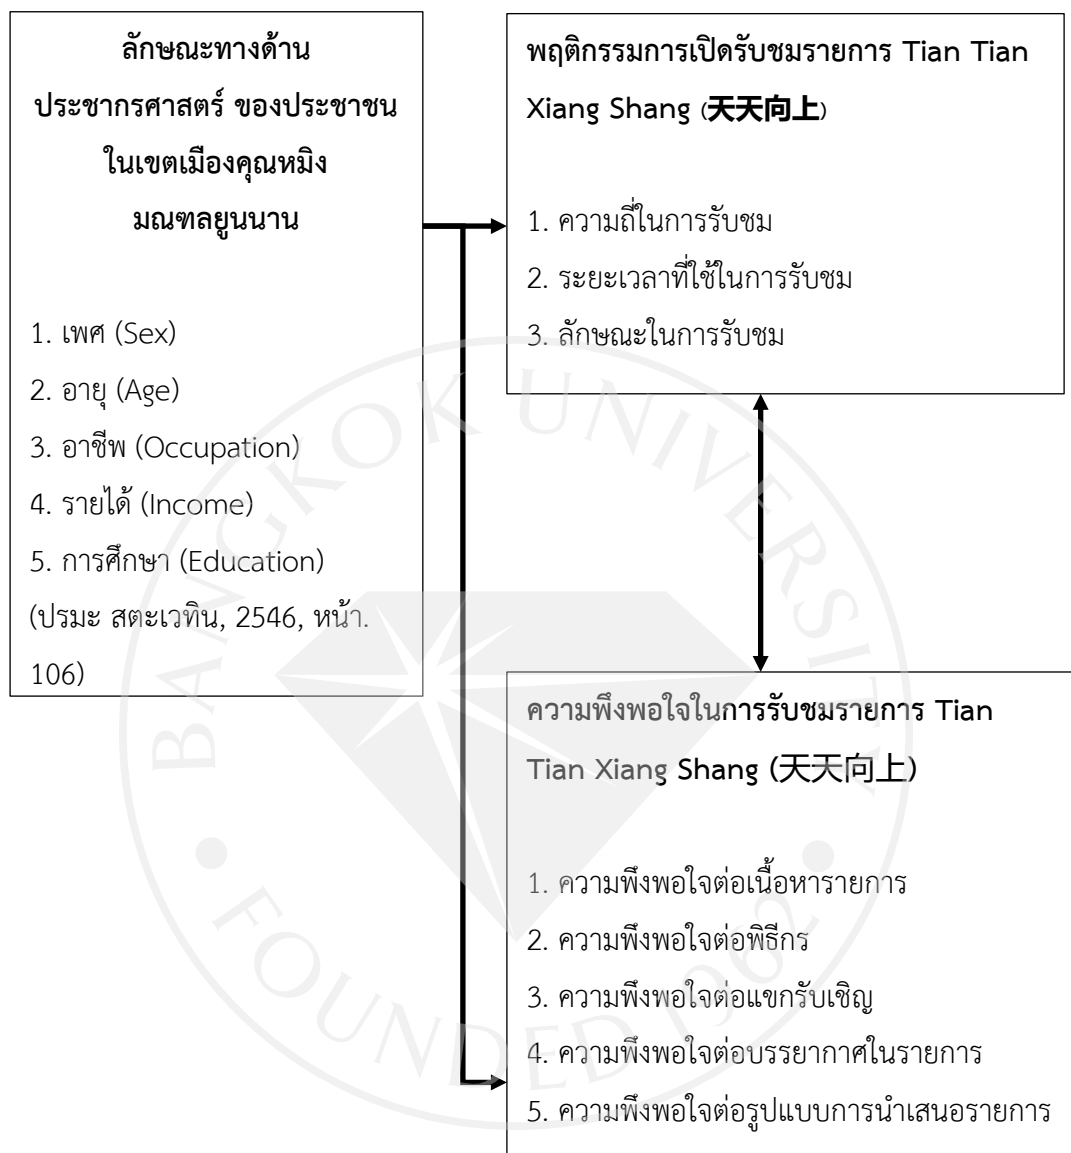 ลักษณะทางด้าน
ประชากรศาสตร์ ของประชาชน
ในเขตเมืองคุณหมิง
มณฑลยูนนาน
1. เพศ (Sex)
2. อายุ (Age)
3. อาชีพ (Occupation)
4. รายได้ (Income)
5. การศึกษา (Education)
(ปรมะ สตะเวทิน, 2546, หน้า.
106)
พฤติกรรมการเปิดรับชมรายการ Tian Tian
Xiang Shang (天天向上)
1. ความถี่ในการรับชม
2. ระยะเวลาที่ใช้ในการรับชม
3. ลักษณะในการรับชม
ความพึงพอใจในการรับชมรายการ Tian
Tian Xiang Shang (天天向上)
1. ความพึงพอใจต่อเนื้อหารายการ
2. ความพึงพอใจต่อพิธีกร
3. ความพึงพอใจต่อแขกรับเชิญ
4. ความพึงพอใจต่อบรรยากาศในรายการ
5. ความพึงพอใจต่อรูปแบบการนำเสนอรายการ
BANGKOK UNIVERSITY
FOUNDED 1962